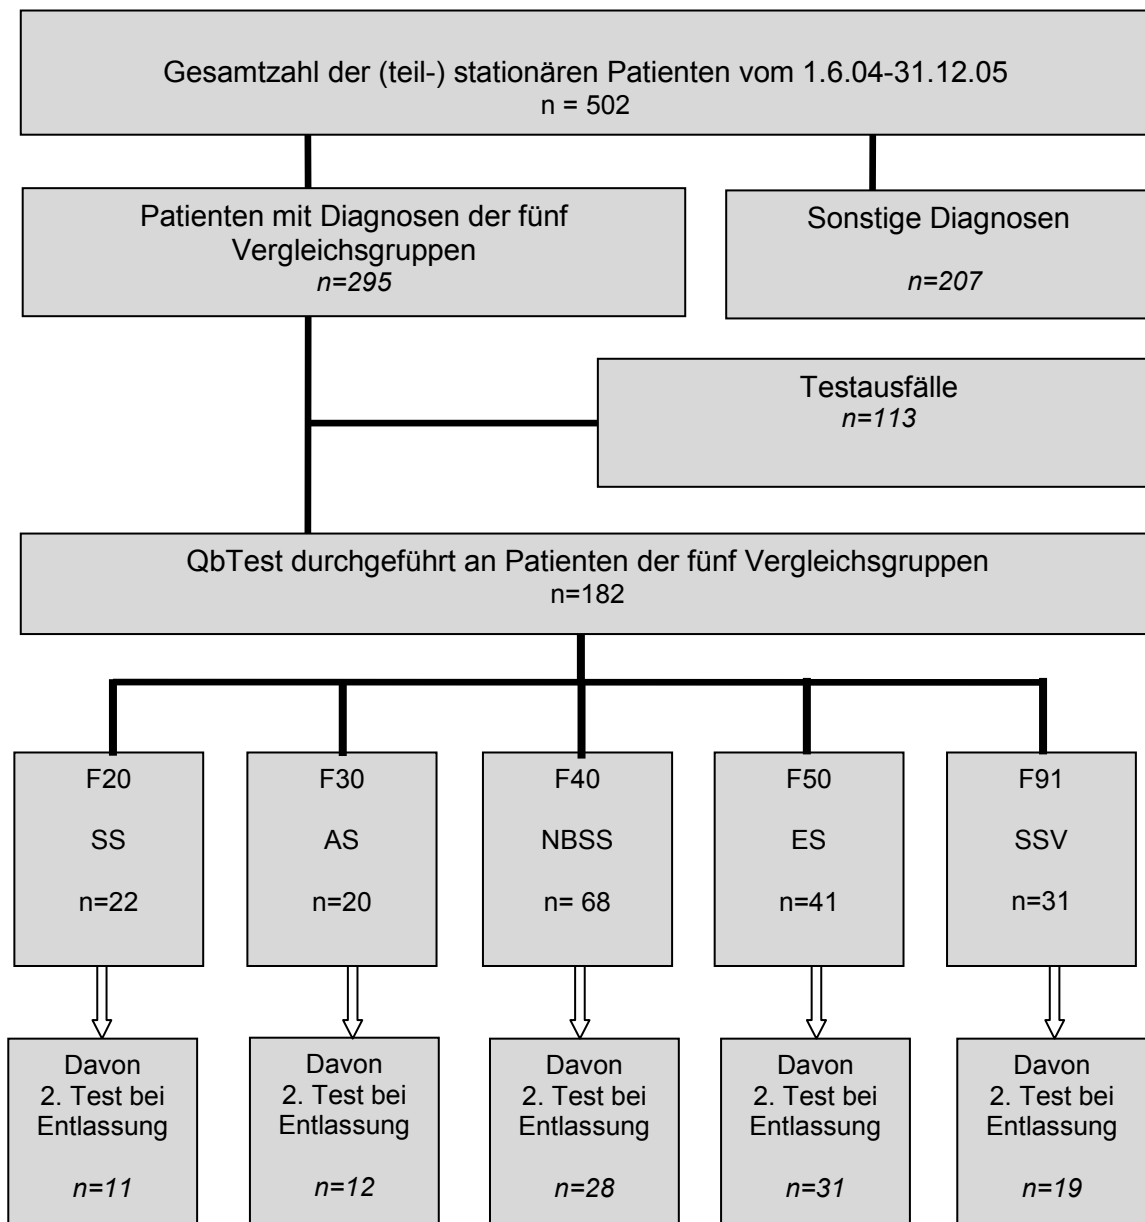 Gesamtzahl der (teil-) stationären Patienten vom 1.6.04-31.12.05
n = 502
Patienten mit Diagnosen der fünf
Vergleichsgruppen
n=295
Sonstige Diagnosen
n=207
Testausfälle
n=113
QbTest durchgeführt an Patienten der fünf Vergleichsgruppen
n=182
F20
SS
n=22
F30
AS
n=20
F40
NBSS
n= 68
F50
ES
n=41
F91
SSV
n=31
Davon
2. Test bei
Entlassung
n=11
Davon
2. Test bei
Entlassung
n=12
Davon
2. Test bei
Entlassung
n=28
Davon
2. Test bei
Entlassung
n=31
Davon
2. Test bei
Entlassung
n=19